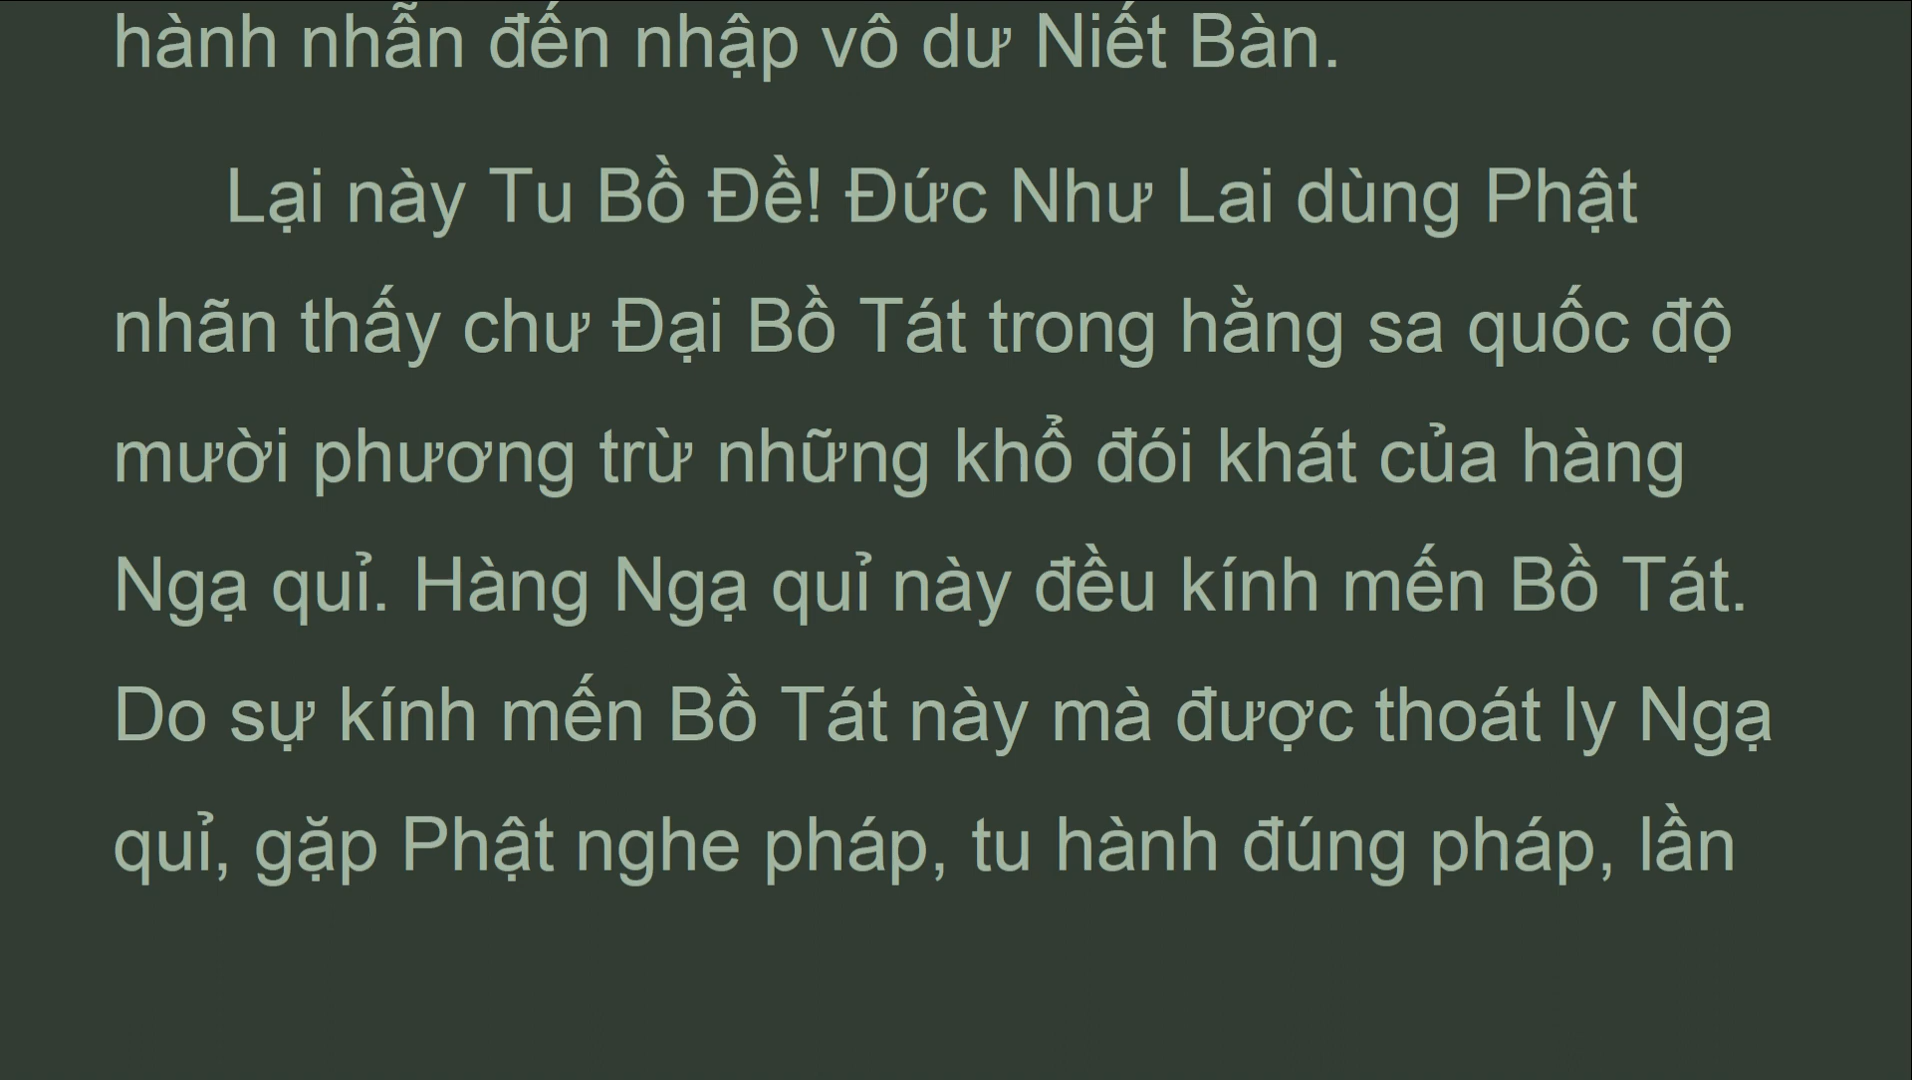 hành nhẫn đến nhập vô dư Niết Bàn.
Lại này Tu Bồ Đề! Đức Như Lai dùng Phật
nhãn thấy chư Đại Bồ Tát trong hằng sa quốc độ
mười phương trừ những khổ đói khát của hàng
Ngạ quỉ. Hàng Ngạ quỉ này đều kính mến Bồ Tát.
Do sự kính mến Bồ Tát này mà được thoát ly Ngạ
quỉ, gặp Phật nghe pháp, tu hành đúng pháp, lần